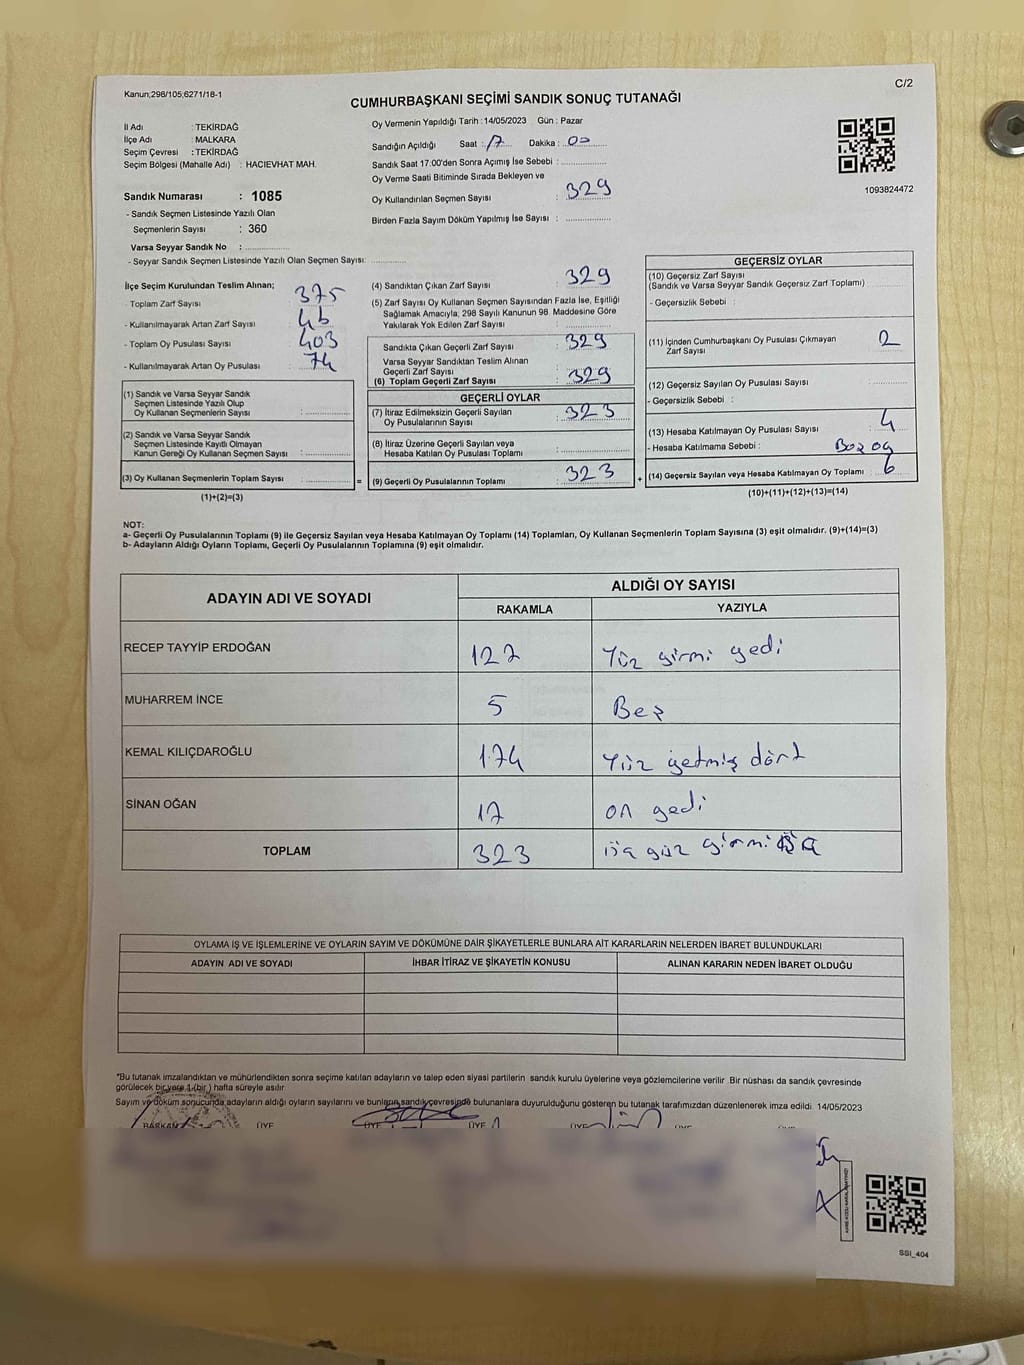 Kanun;298/105;6271/18-1
C/2
CUMHURBAŞKANI SEÇİMİ SANDIK SONUÇ TUTANAĞI
İl Adı : TEKİRDAĞ
İlçe Adı : MALKARA
Seçim Çevresi : TEKİRDAĞ
Seçim Bölgesi (Mahalle Adı) : HACIEVHAT MAH.
Sandık Numarası : 1085
- Sandık Seçmen Listesinde Yazılı Olan
Seçmenlerin Sayısı : 360
Varsa Seyyar Sandık No :
- Seyyar Sandık Seçmen Listesinde Yazılı Olan Seçmen Sayısı:
Oy Vermenin Yapıldığı Tarih :14/05/2023 Gün : Pazar
Sandığın Açıldığı Saat : 17 Dakika : 00
Sandık Saat 17:00'den Sonra Açımış İse Sebebi :
Oy Verme Saati Bitiminde Sırada Bekleyen ve
Oy Kullandırılan Seçmen Sayısı : 329
Birden Fazla Sayım Döküm Yapılmış İse Sayısı :
1093824472
İlçe Seçim Kurulundan Teslim Alınan;
- Toplam Zarf Sayısı 375
- Kullanılmayarak Artan Zarf Sayısı : 46
- Toplam Oy Pusulası Sayısı : 403
- Kullanılmayarak Artan Oy Pusulası : 74
(1) Sandık ve Varsa Seyyar Sandık
Seçmen Listesinde Yazılı Olup
Oy Kullanan Seçmenlerin Sayısı :
(2) Sandık ve Varsa Seyyar Sandık
Seçmen Listesinde Kayıtlı Olmayan
Kanun Gereği Oy Kullanan Seçmen Sayısı :
(3) Oy Kullanan Seçmenlerin Toplam Sayısı : =
(1)+(2)=(3)
(4) Sandıktan Çıkan Zarf Sayısı : 329
(5) Zarf Sayısı Oy Kullanan Seçmen Sayısından Fazla İse, Eşitliği
Sağlamak Amacıyla; 298 Sayılı Kanunun 98. Maddesine Göre
Yakılarak Yok Edilen Zarf Sayısı :
Sandıkta Çıkan Geçerli Zarf Sayısı : 329
Varsa Seyyar Sandıktan Teslim Alınan
Geçerli Zarf Sayısı :
(6) Toplam Geçerli Zarf Sayısı : 329
GEÇERLİ OYLAR
(7) İtiraz Edilmeksizin Geçerli Sayılan
Oy Pusulalarının Sayısı : 323
(8) İtiraz Üzerine Geçerli Sayılan veya
Hesaba Katılan Oy Pusulası Toplamı :
(9) Geçerli Oy Pusulalarının Toplamı : 323 +
GEÇERSİZ OYLAR
(10) Geçersiz Zarf Sayısı
(Sandık ve Varsa Seyyar Sandık Geçersiz Zarf Toplamı)
- Geçersizlik Sebebi :
(11) İçinden Cumhurbaşkanı Oy Pusulası Çıkmayan
Zarf Sayısı : 2
(12) Geçersiz Sayılan Oy Pusulası Sayısı :
- Geçersizlik Sebebi :
(13) Hesaba Katılmayan Oy Pusulası Sayısı : 4
- Hesaba Katılmama Sebebi : Boz oy
(14) Geçersiz Sayılan veya Hesaba Katılmayan Oy Toplamı : 6
(10)+(11)+(12)+(13)=(14)
NOT:
a- Geçerli Oy Pusulalarının Toplamı (9) ile Geçersiz Sayılan veya Hesaba Katılmayan Oy Toplamı (14) Toplamları, Oy Kullanan Seçmenlerin Toplam Sayısına (3) eşit olmalıdır. (9)+(14)=(3)
b- Adayların Aldığı Oyların Toplamı, Geçerli Oy Pusulalarının Toplamına (9) eşit olmalıdır.
ADAYIN ADI VE SOYADI
ALDIĞI OY SAYISI
RAKAMLA YAZIYLA
RECEP TAYYİP ERDOĞAN 127 Yüz yirmi yedi
MUHARREM İNCE 5 Beş
KEMAL KILIÇDAROĞLU 174 Yüz yetmiş dört
SİNAN OĞAN 17 on yedi
TOPLAM 323 üç yüz yirmi üç
OYLAMA İŞ VE İŞLEMLERİNE VE OYLARIN SAYIM VE DÖKÜMÜNE DAİR ŞİKAYETLERLE BUNLARA AİT KARARLARIN NELERDEN İBARET BULUNDUKLARI
ADAYIN ADI VE SOYADI İHBAR İTİRAZ VE ŞİKAYETİN KONUSU ALINAN KARARIN NEDEN İBARET OLDUĞU
*Bu tutanak imzalandıktan ve mühürlendikten sonra seçime katılan adayların ve talep eden siyasi partilerin sandık kurulu üyelerine veya gözlemcilerine verilir .Bir nüshası da sandık çevresinde
görülecek bir yere 1 (bir ) hafta süreyle asılır
Sayım ve döküm sonucunda adayların aldığı oyların sayılarını ve bunların sandık çevresinde bulunanlara duyurulduğunu gösteren bu tutanak tarafımızdan düzenlenerek imza edildi. 14/05/2023
BAŞKAN ÜYE ÜYE ÜYE ÜYE ÜYE
SSI_404